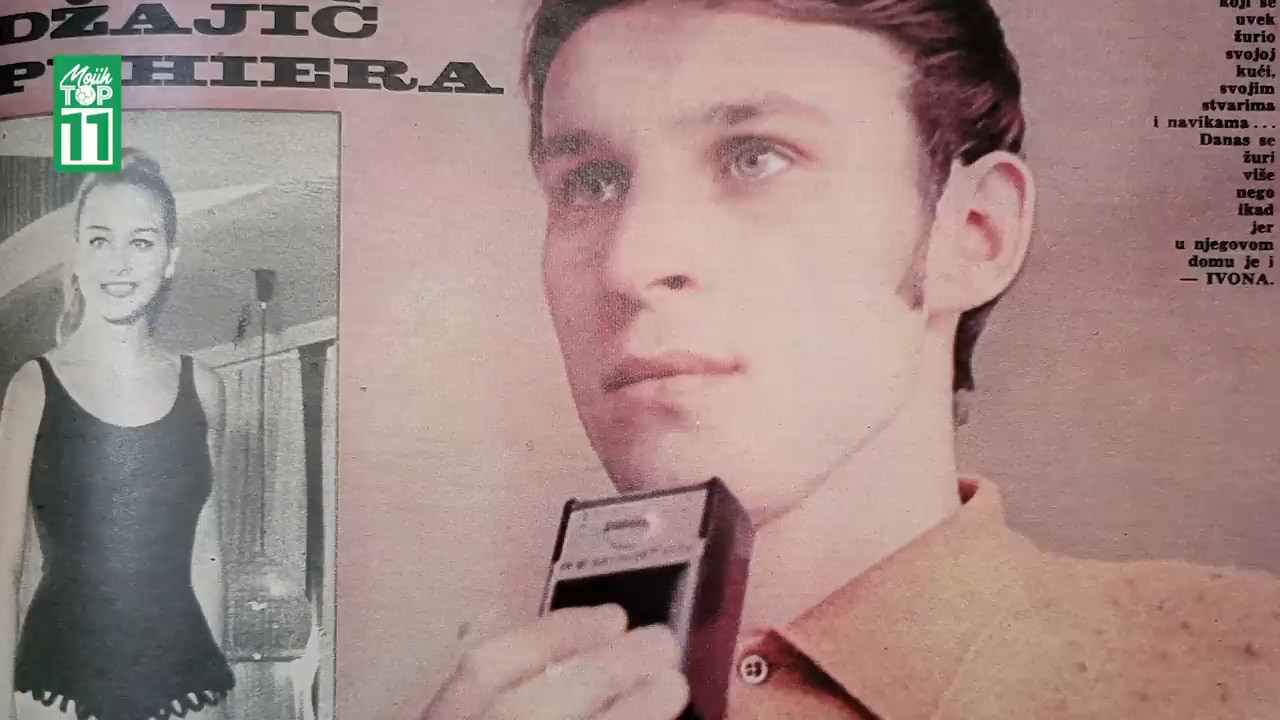 DŽAJIĆ
Mojih
TOP
11
koji se
uvek
žurio
svojoj
kući,
svojim
stvarima
i navikama...
Danas se
žuri
više
nego
ikad
jer
u njegovom
domu je i
— IVONA.